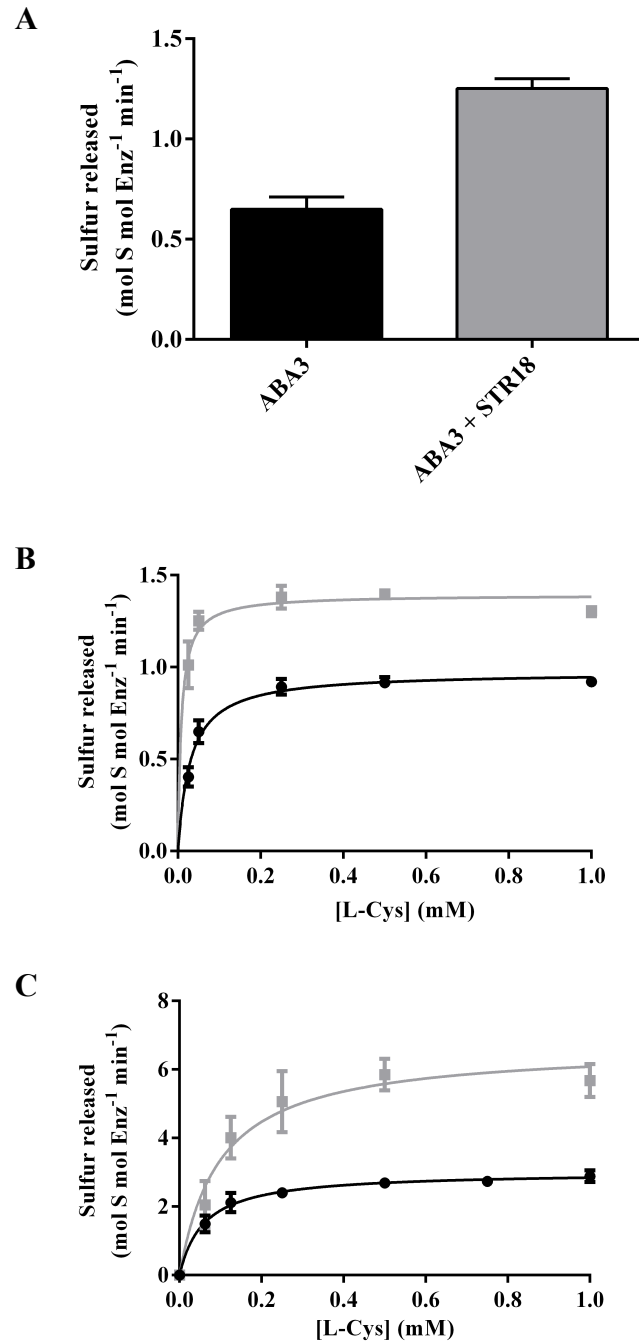 A
Sulfur released
(mol S mol Enz⁻¹ min⁻¹)
1.5
1.0
0.5
0.0
ABA3
ABA3 + STR18
B
Sulfur released
(mol S mol Enz⁻¹ min⁻¹)
1.5
1.0
0.5
0.0
0.0 0.2 0.4 0.6 0.8 1.0
[L-Cys] (mM)
C
Sulfur released
(mol S mol Enz⁻¹ min⁻¹)
8
6
4
2
0
0.0 0.2 0.4 0.6 0.8 1.0
[L-Cys] (mM)